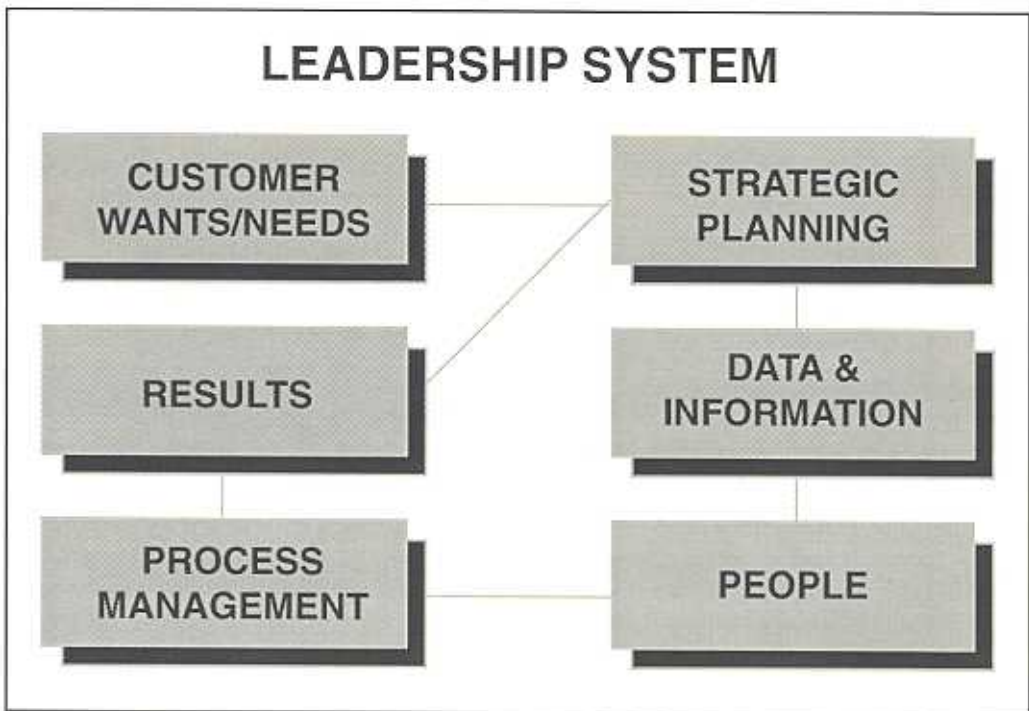 LEADERSHIP SYSTEM
CUSTOMER
WANTS/NEEDS
STRATEGIC
PLANNING
RESULTS
DATA &
INFORMATION
PROCESS
MANAGEMENT
PEOPLE